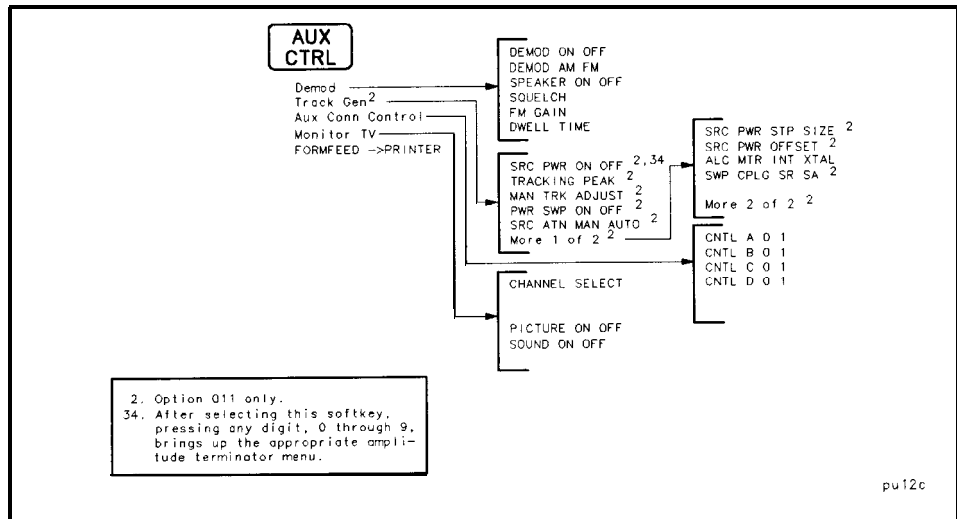 AUX
CTRL
Demod
Track Gen2
Aux Conn Control
Monitor TV
FORMFEED ->PRINTER
DEMOD ON OFF
DEMOD AM FM
SPEAKER ON OFF
SQUELCH
FM GAIN
DWELL TIME
SRC PWR ON OFF 2,34
TRACKING PEAK 2
MAN TRK ADJUST 2
PWR SWP ON OFF 2
SRC ATN MAN AUTO 2
More 1 of 2 2
SRC PWR STP SIZE 2
SRC PWR OFFSET 2
ALC MTR INT XTAL
SWP CPLG SR SA 2
More 2 of 2 2
CNTL A 0 1
CNTL B 0 1
CNTL C 0 1
CNTL D 0 1
CHANNEL SELECT
PICTURE ON OFF
SOUND ON OFF
2. Option 011 only.
34. After selecting this softkey,
pressing any digit, 0 through 9,
brings up the appropriate ampli-
tude terminator menu.
pu12c